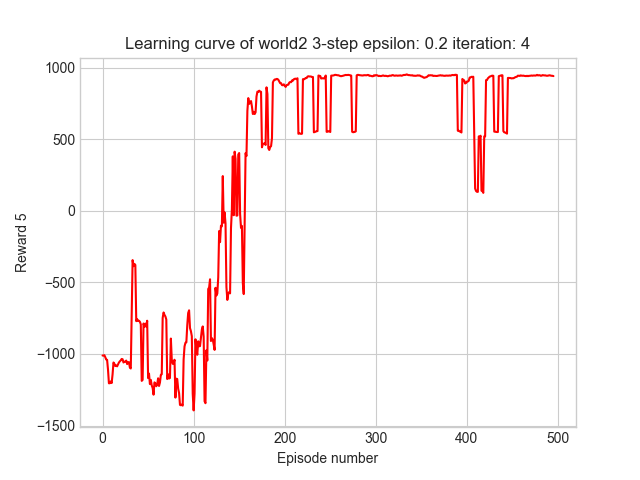 Learning curve of world2 3-step epsilon: 0.2 iteration: 4
1000
500
0
−500
−1000
−1500
Reward 5
0 100 200 300 400 500
Episode number